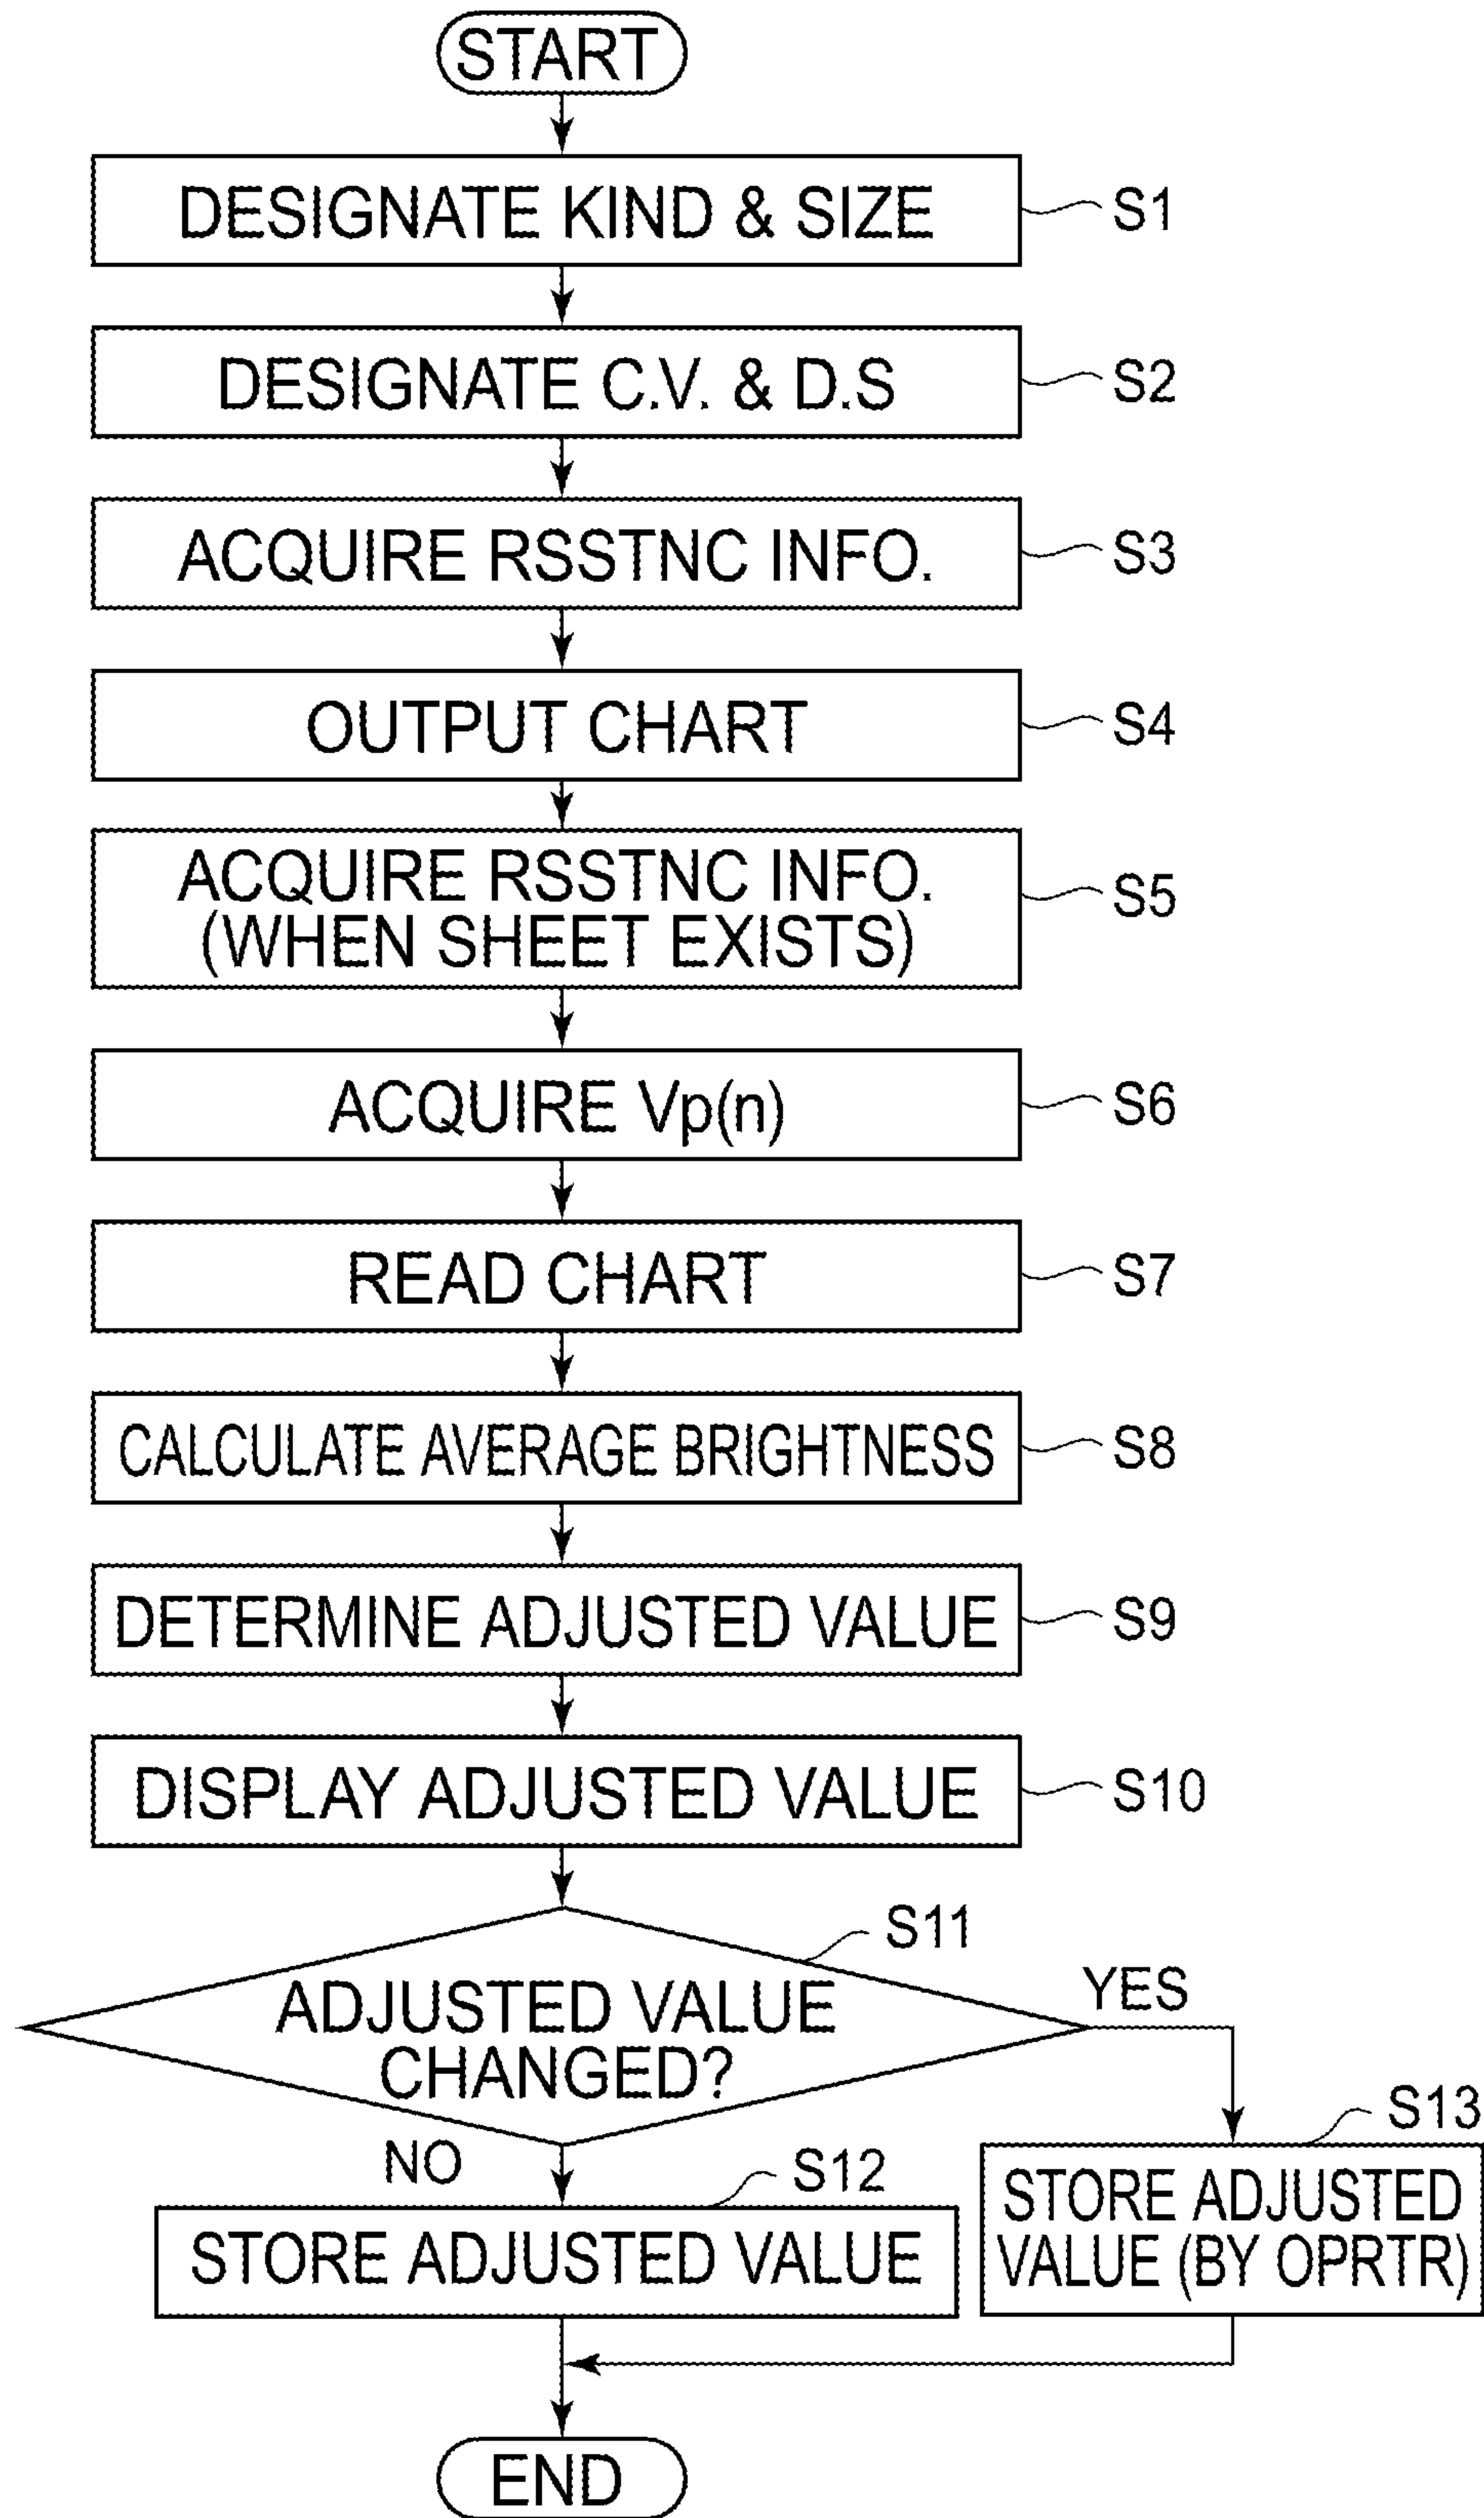 START
DESIGNATE KIND & SIZE
S1
DESIGNATE C.V. & D.S
S2
ACQUIRE RSSTNC INFO.
S3
OUTPUT CHART
S4
ACQUIRE RSSTNC INFO.
(WHEN SHEET EXISTS)
S5
ACQUIRE Vp(n)
S6
READ CHART
S7
CALCULATE AVERAGE BRIGHTNESS
S8
DETERMINE ADJUSTED VALUE
S9
DISPLAY ADJUSTED VALUE
S10
S11
ADJUSTED VALUE
CHANGED?
YES
NO
S12
STORE ADJUSTED VALUE
S13
STORE ADJUSTED
VALUE (BY OPRTR)
END